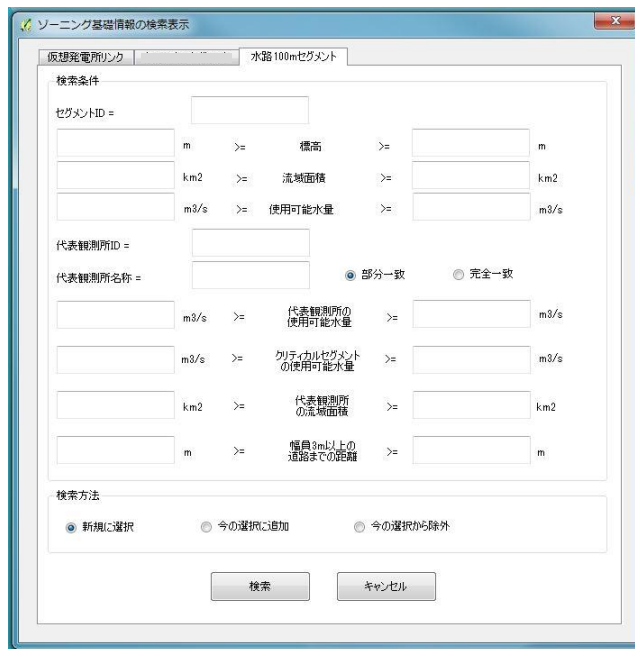 ゾーニング基礎情報の検索表示
仮想発電所リンク 水路100mセグメント
検索条件
セグメントID =
m >= 標高 >= m
km2 >= 流域面積 >= km2
m3/s >= 使用可能水量 >= m3/s
代表観測所ID =
代表観測所名称 = 部分一致 完全一致
m3/s >= 代表観測所の
使用可能水量 >= m3/s
m3/s >= クリティカルセグメント
の使用可能水量 >= m3/s
km2 >= 代表観測所
の流域面積 >= km2
m >= 幅員3m以上の
道路までの距離 >= m
検索方法
新規に選択 今の選択に追加 今の選択から除外
検索 キャンセル